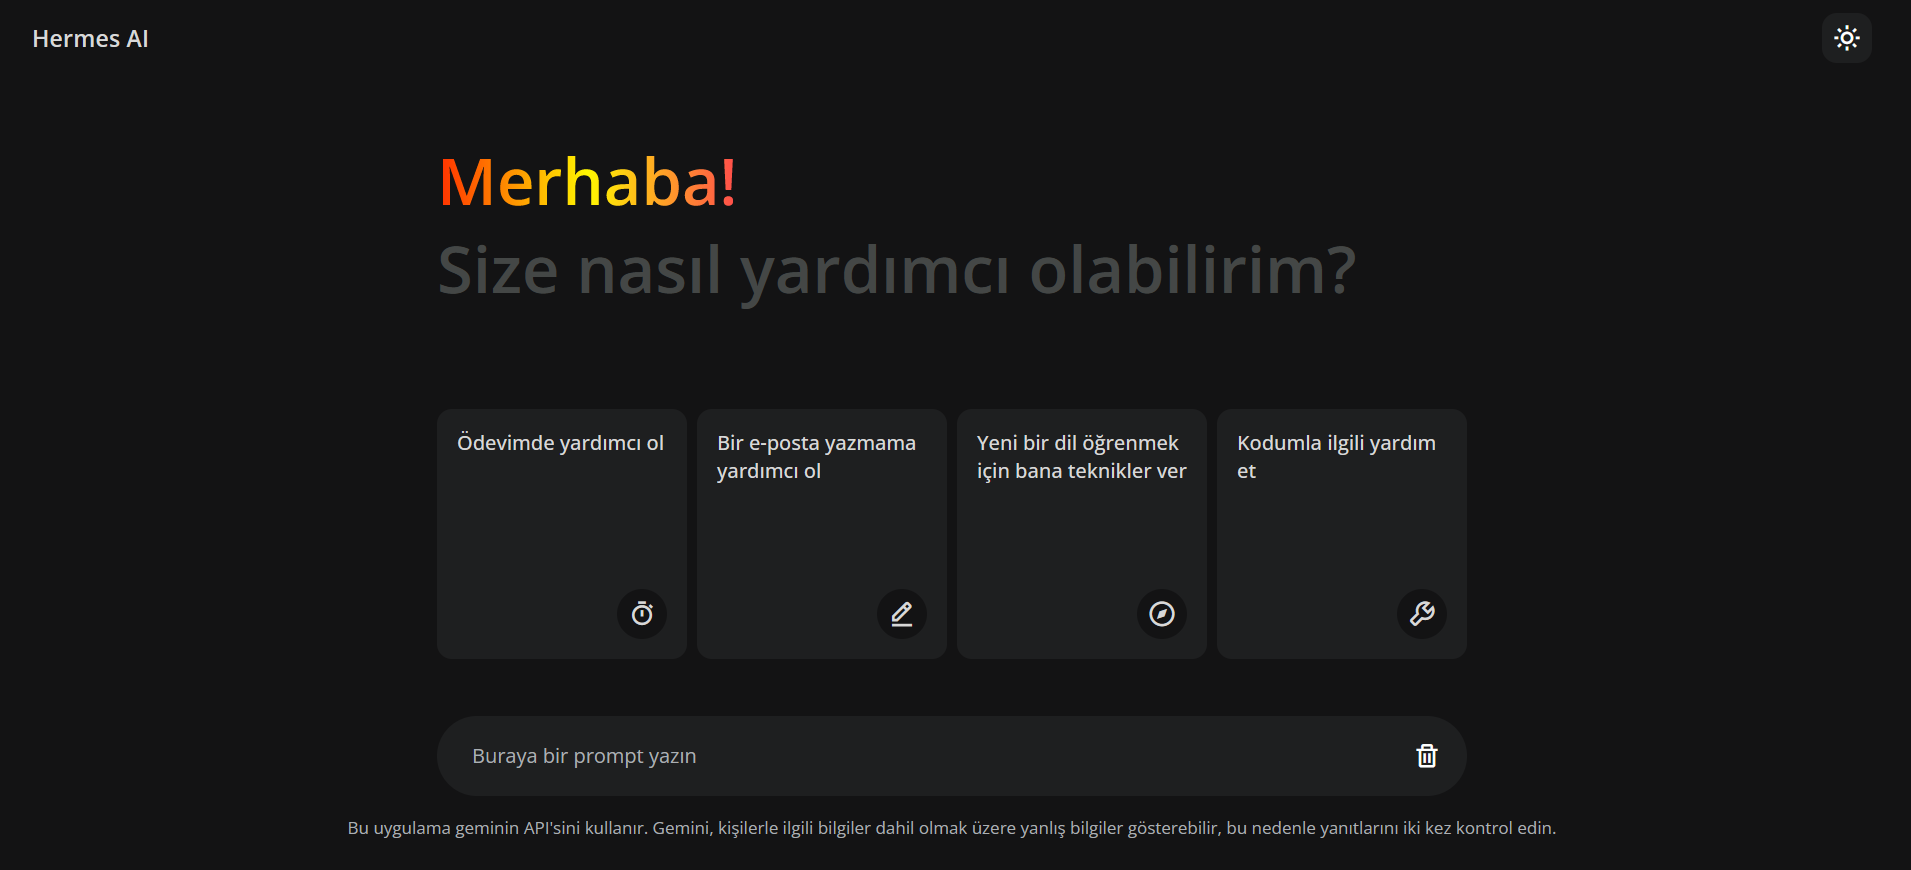 Hermes AI
Merhaba!
Size nasıl yardımcı olabilirim?
Ödevimde yardımcı ol
Bir e-posta yazmama
yardımcı ol
Yeni bir dil öğrenmek
için bana teknikler ver
Kodumla ilgili yardım
et
Buraya bir prompt yazın
Bu uygulama geminin API'sini kullanır. Gemini, kişilerle ilgili bilgiler dahil olmak üzere yanlış bilgiler gösterebilir, bu nedenle yanıtlarını iki kez kontrol edin.